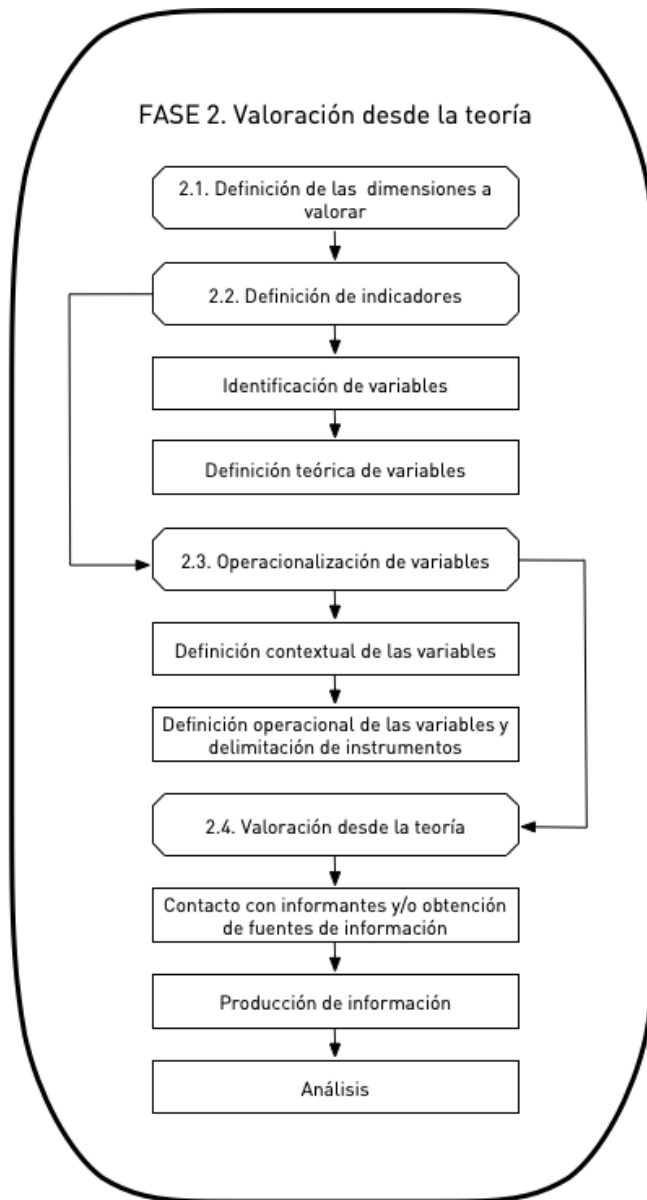 FASE 2. Valoración desde la teoría
2.1. Definición de las dimensiones a
valorar
2.2. Definición de indicadores
Identificación de variables
Definición teórica de variables
2.3. Operacionalización de variables
Definición contextual de las variables
Definición operacional de las variables y
delimitación de instrumentos
2.4. Valoración desde la teoría
Contacto con informantes y/o obtención
de fuentes de información
Producción de información
Análisis